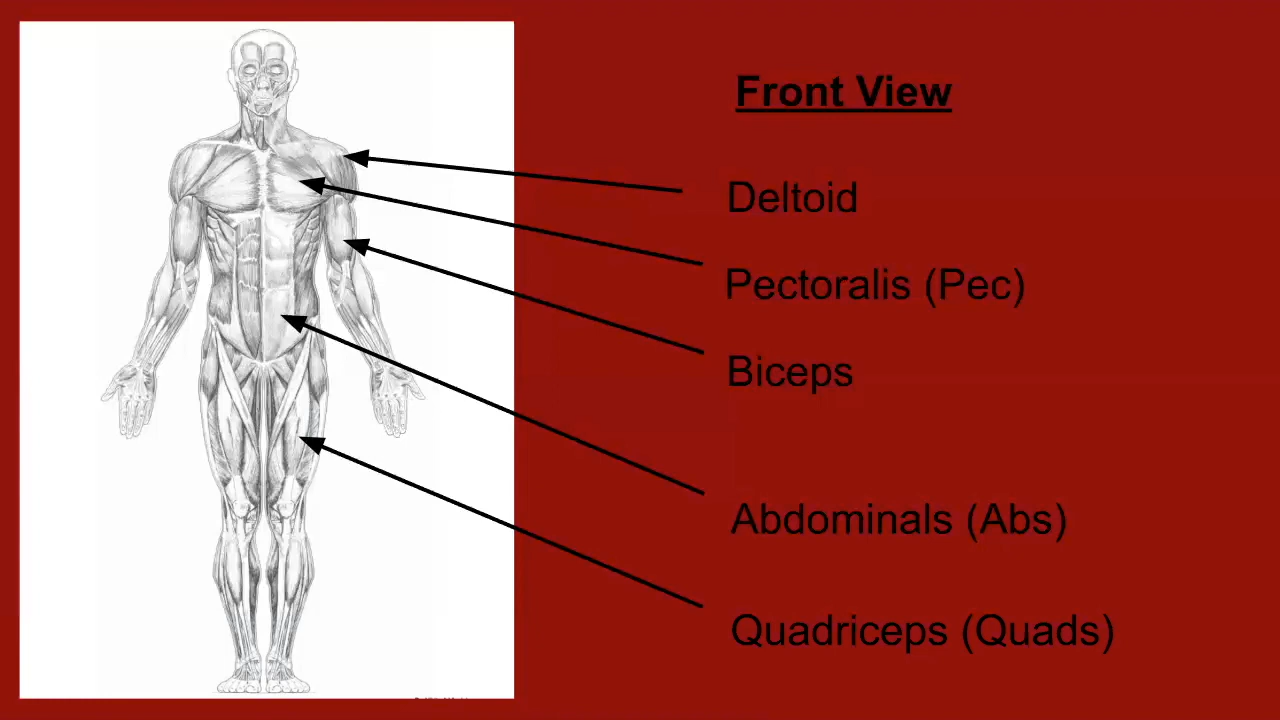 Front View
Deltoid
Pectoralis (Pec)
Biceps
Abdominals (Abs)
Quadriceps (Quads)